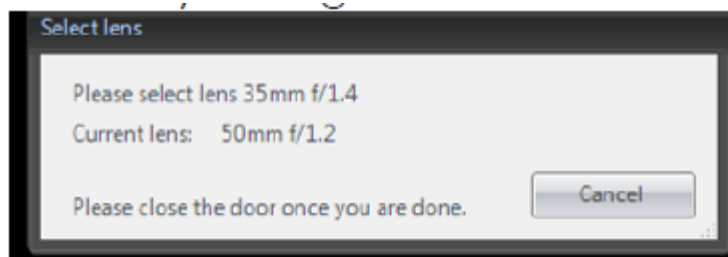 Select lens
Please select lens 35mm f/1.4
Current lens: 50mm f/1.2
Please close the door once you are done.
Cancel